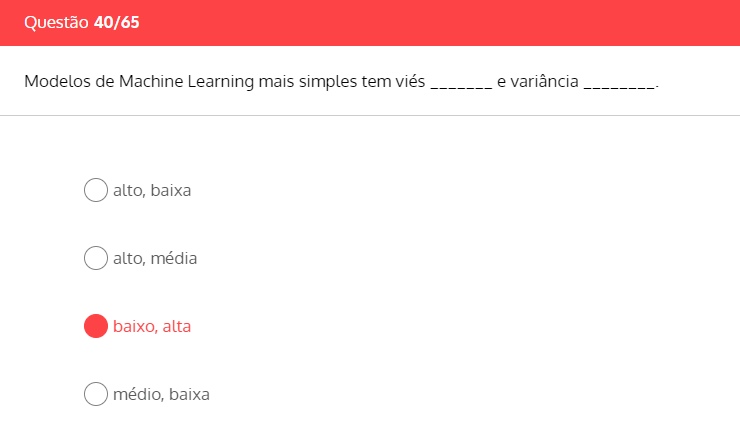 Questão 40/65
Modelos de Machine Learning mais simples tem viés _______ e variância ________.
alto, baixa
alto, média
baixo, alta
médio, baixa